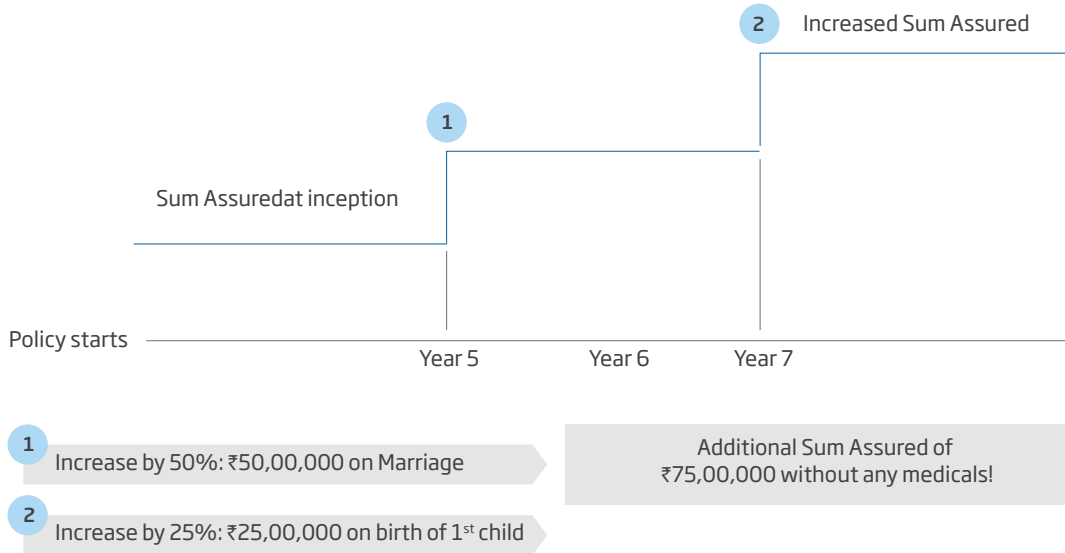 2 Increased Sum Assured
1
Sum Assuredat inception
Policy starts
Year 5 Year 6 Year 7
1
Increase by 50%: ₹50,00,000 on Marriage
2
Increase by 25%: ₹25,00,000 on birth of 1st child
Additional Sum Assured of
₹75,00,000 without any medicals!